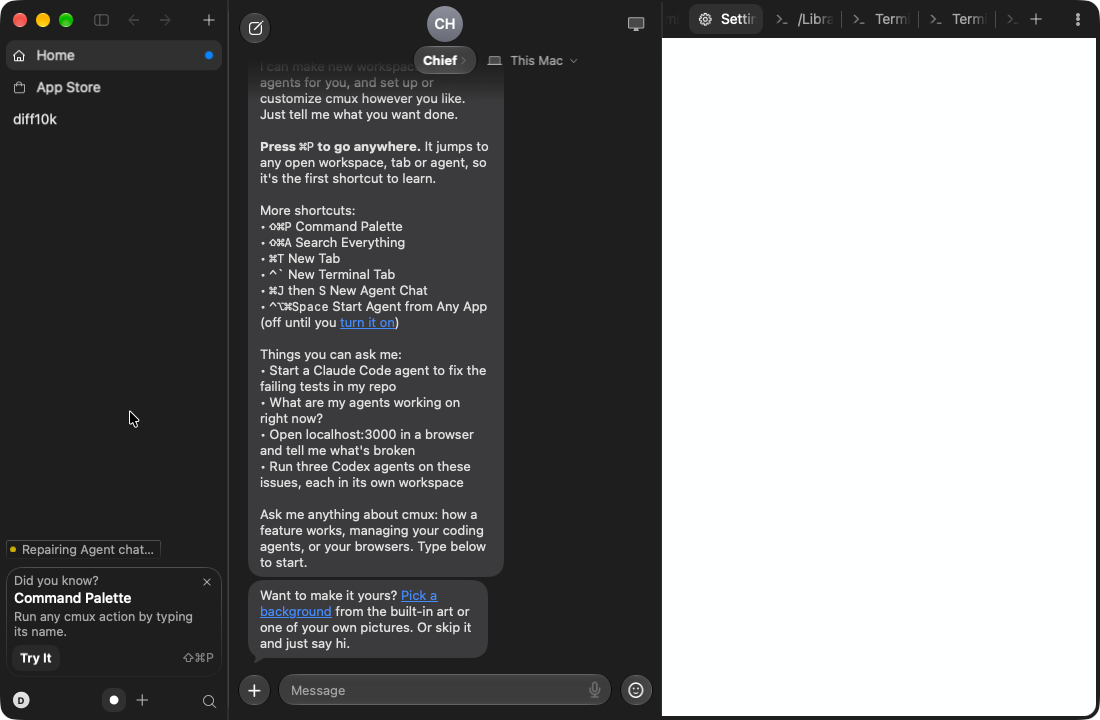 Home
App Store
diff10k
Repairing Agent chat...
Did you know?
Command Palette
Run any cmux action by typing
its name.
Try It
⇧⌘P
D
CH
Chief
This Mac
I can make new workspac
agents for you, and set up or
customize cmux however you like.
Just tell me what you want done.
Press ⌘P to go anywhere. It jumps to
any open workspace, tab or agent, so
it's the first shortcut to learn.
More shortcuts:
• ⇧⌘P Command Palette
• ⇧⌘A Search Everything
• ⌘T New Tab
• ^` New Terminal Tab
• ⌘J then S New Agent Chat
• ^⌥⌘Space Start Agent from Any App
(off until you turn it on)
Things you can ask me:
• Start a Claude Code agent to fix the
failing tests in my repo
• What are my agents working on
right now?
• Open localhost:3000 in a browser
and tell me what's broken
• Run three Codex agents on these
issues, each in its own workspace
Ask me anything about cmux: how a
feature works, managing your coding
agents, or your browsers. Type below
to start.
Want to make it yours? Pick a
background from the built-in art or
one of your own pictures. Or skip it
and just say hi.
Message
Settin
/Libra
Termi
Termi